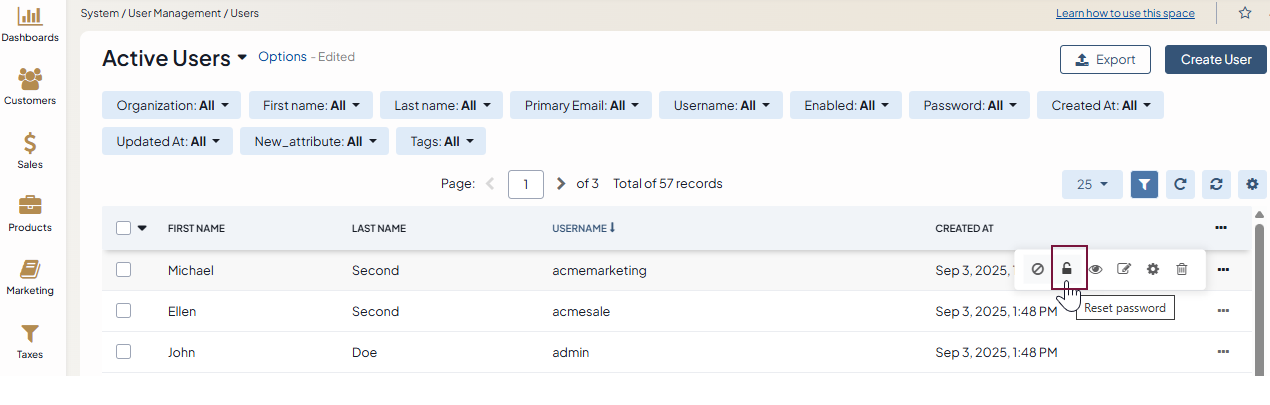 System / User Management / Users
Learn how to use this space
Dashboards
Customers
Sales
Products
Marketing
Taxes
Active Users
Options - Edited
Export
Create User
Organization: All
First name: All
Last name: All
Primary Email: All
Username: All
Enabled: All
Password: All
Created At: All
Updated At: All
New_attribute: All
Tags: All
Page: 1 of 3 Total of 57 records
25
FIRST NAME LAST NAME USERNAME CREATED AT
Michael Second acmemarketing Sep 3, 2025,
Reset password
Ellen Second acmesale Sep 3, 2025, 1:48 PM
John Doe admin Sep 3, 2025, 1:48 PM